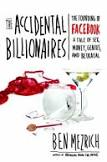 THE
ACCIDENTAL
BILLIONAIRES
THE FOUNDING OF
FACEBOOK
A TALE OF SEX,
MONEY, GENIUS,
AND BETRAYAL
BEN MEZRICH